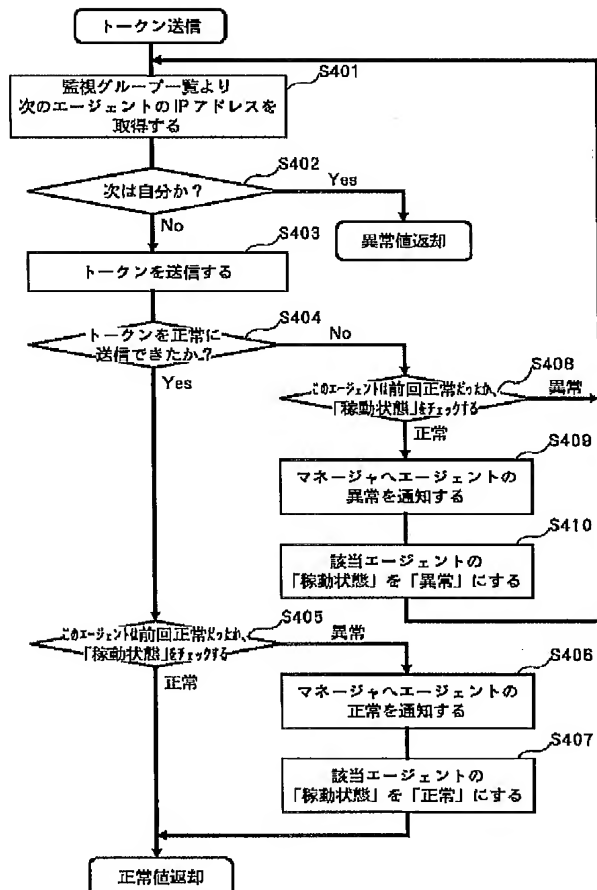 トークン送信
S401
監視グループ一覧より
次のエージェントのIPアドレスを
取得する
S402
次は自分か?
Yes
No
異常値返却
S403
トークンを送信する
S404
トークンを正常に
送信できたか?
No
Yes
S408
このエージェントは前回正常だったか、
「稼動状態」をチェックする
異常
正常
S409
マネージャへエージェントの
異常を通知する
S410
該当エージェントの
「稼動状態」を「異常」にする
S405
このエージェントは前回正常だったか、
「稼動状態」をチェックする
異常
正常
S406
マネージャへエージェントの
正常を通知する
S407
該当エージェントの
「稼動状態」を「正常」にする
正常値返却